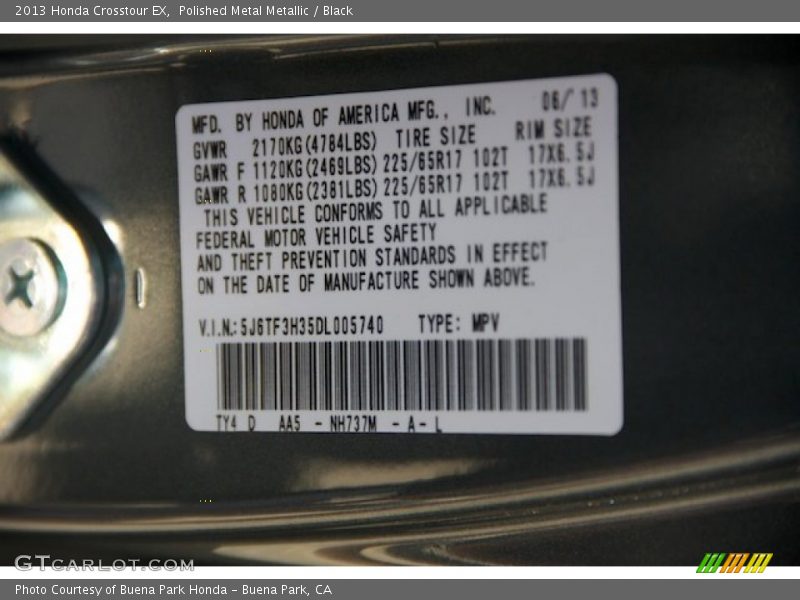 2013 Honda Crosstour EX, Polished Metal Metallic / Black
MFD. BY HONDA OF AMERICA MFG., INC. 06/ 13
GVWR 2170KG(4784LBS) TIRE SIZE RIM SIZE
GAWR F 1120KG(2469LBS) 225/65R17 102T 17X6.5J
GAWR R 1080KG(2381LBS) 225/65R17 102T 17X6.5J
THIS VEHICLE CONFORMS TO ALL APPLICABLE
FEDERAL MOTOR VEHICLE SAFETY
AND THEFT PREVENTION STANDARDS IN EFFECT
ON THE DATE OF MANUFACTURE SHOWN ABOVE.
V.I.N.: 5J6TF3H35DL005740 TYPE: MPV
TY4 D AA5 - NH737M - A - L
GTCARLOT.COM
Photo Courtesy of Buena Park Honda - Buena Park, CA